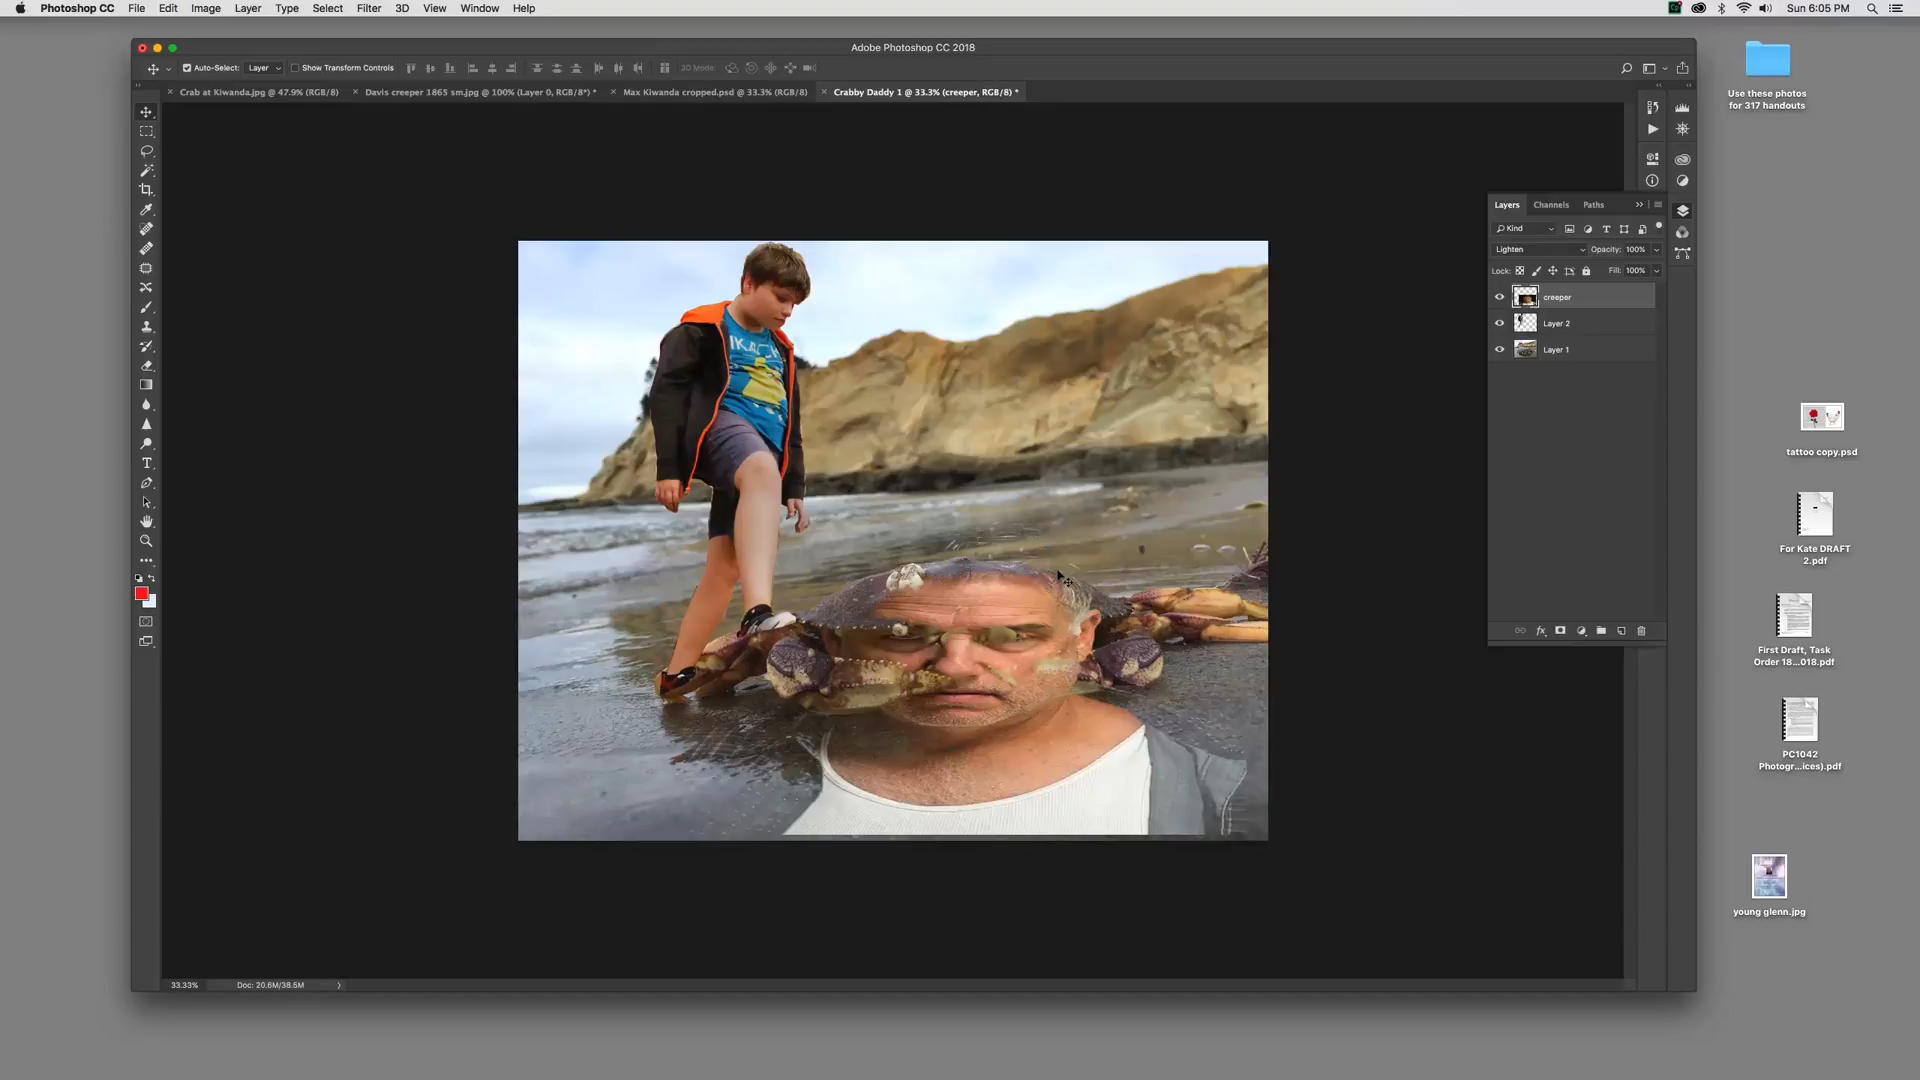 Photoshop CC File Edit Image Layer Type Select Filter 3D View Window Help Sun 6:05 PM
Adobe Photoshop CC 2018
Auto-Select: Layer Show Transform Controls 3D Mode:
Crab at Kiwanda.jpg @ 47.9% (RGB/8)
Davis creeper 1865 sm.jpg @ 100% (Layer 0, RGB/8*) *
Max Kiwanda cropped.psd @ 33.3% (RGB/8)
Crabby Daddy 1 @ 33.3% (creeper, RGB/8) *
Use these photos
for 317 handouts
Layers Channels Paths
Kind
Lighten Opacity: 100%
Lock: Fill: 100%
creeper
Layer 2
Layer 1
tattoo copy.psd
For Kate DRAFT
2.pdf
First Draft, Task
Order 18...018.pdf
PC1042
Photogr...ices).pdf
young glenn.jpg
33.33% Doc: 20.6M/38.5M